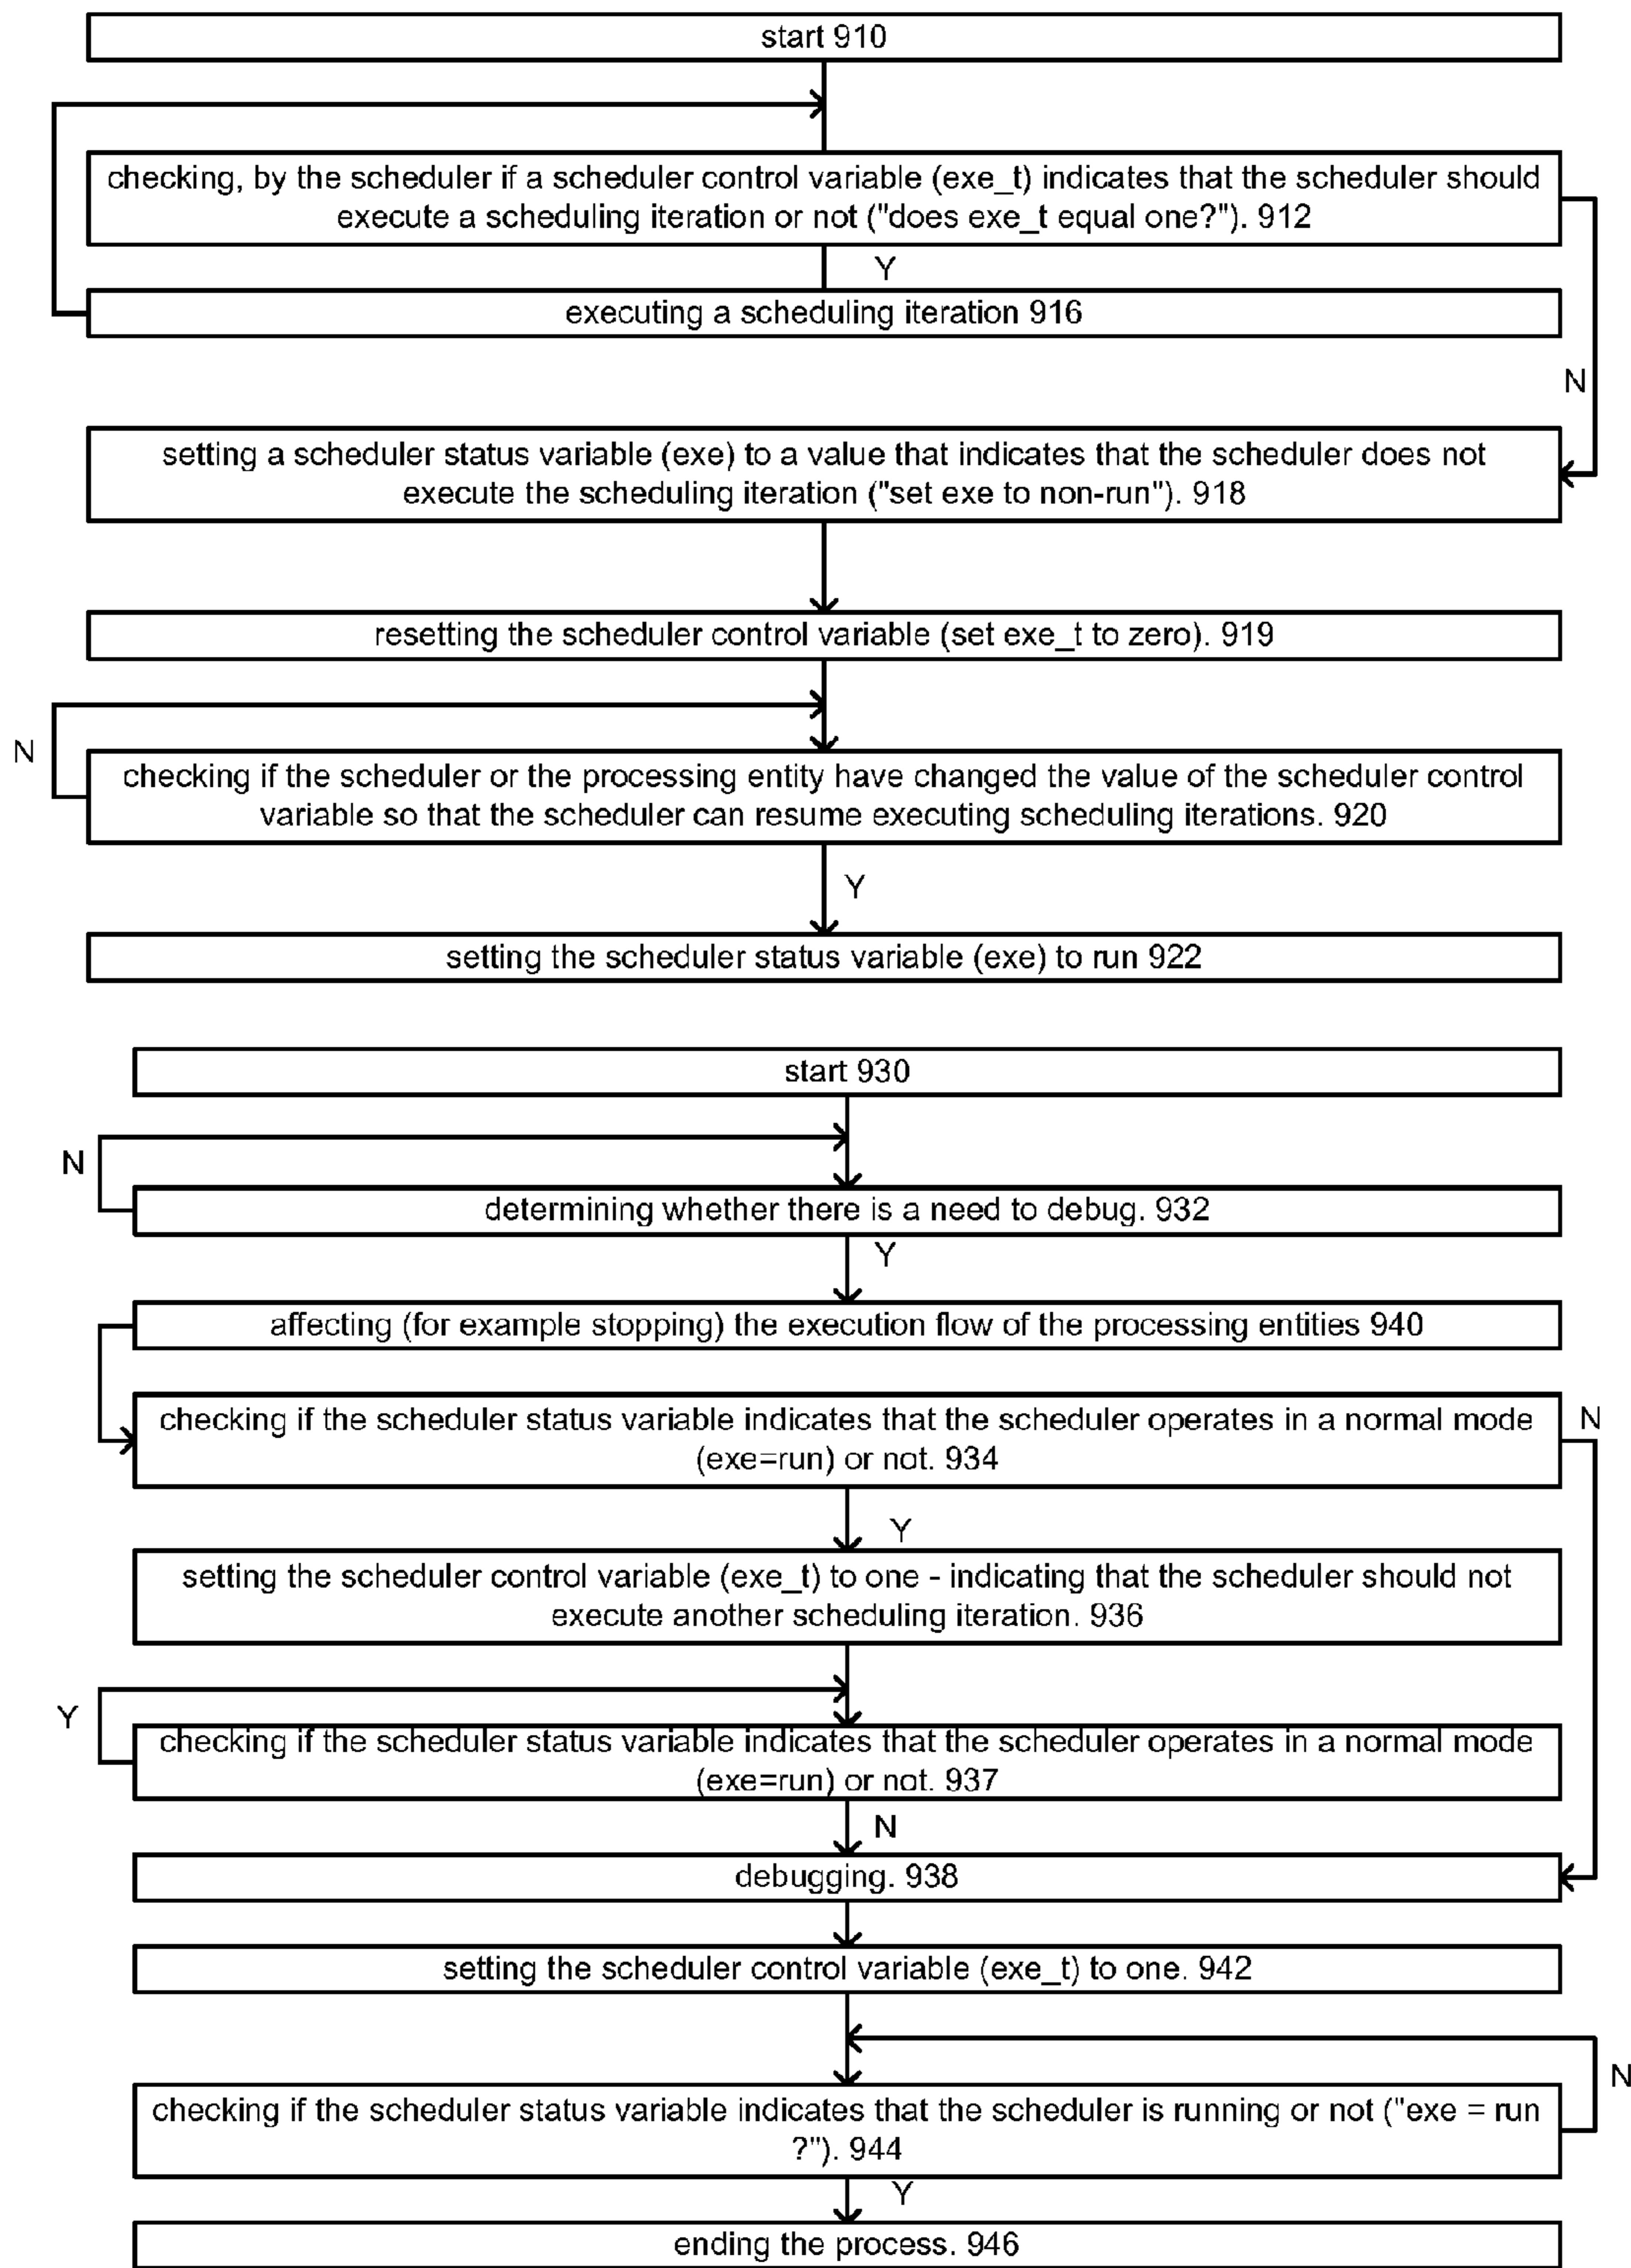 start 910
checking, by the scheduler if a scheduler control variable (exe_t) indicates that the scheduler should
execute a scheduling iteration or not ("does exe_t equal one?"). 912
Y
executing a scheduling iteration 916
N
setting a scheduler status variable (exe) to a value that indicates that the scheduler does not
execute the scheduling iteration ("set exe to non-run"). 918
resetting the scheduler control variable (set exe_t to zero). 919
N
checking if the scheduler or the processing entity have changed the value of the scheduler control
variable so that the scheduler can resume executing scheduling iterations. 920
Y
setting the scheduler status variable (exe) to run 922
start 930
N
determining whether there is a need to debug. 932
Y
affecting (for example stopping) the execution flow of the processing entities 940
checking if the scheduler status variable indicates that the scheduler operates in a normal mode
(exe=run) or not. 934
N
Y
setting the scheduler control variable (exe_t) to one - indicating that the scheduler should not
execute another scheduling iteration. 936
Y
checking if the scheduler status variable indicates that the scheduler operates in a normal mode
(exe=run) or not. 937
N
debugging. 938
setting the scheduler control variable (exe_t) to one. 942
N
checking if the scheduler status variable indicates that the scheduler is running or not ("exe = run
?"). 944
Y
ending the process. 946